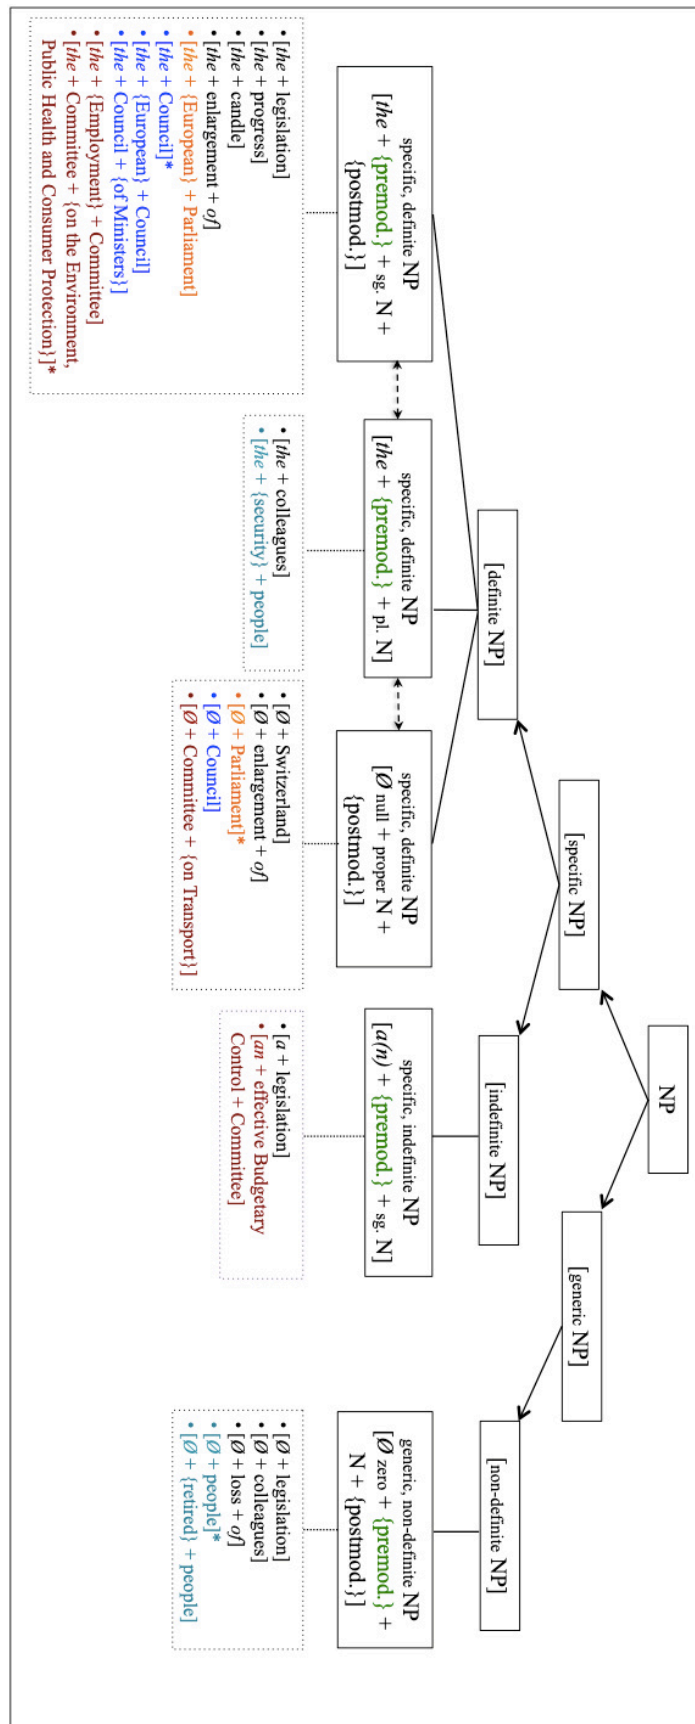 NP
[specific NP]
[generic NP]
[definite NP]
[indefinite NP]
[non-definite NP]
specific, definite NP
[the + {premod.} + sg. N +
{postmod.}]
specific, definite NP
[the + {premod.} + pl. N]
specific, definite NP
[Ø null + proper N +
{postmod.}]
specific, indefinite NP
[a(n) + {premod.} + sg. N]
generic, non-definite NP
[Ø zero + {premod.} +
N + {postmod.}]
• [the + legislation]
• [the + progress]
• [the + candle]
• [the + enlargement + of]
• [the + {European} + Parliament]
• [the + Council]*
• [the + {European} + Council]
• [the + Council + {of Ministers}]
• [the + {Employment} + Committee]
• [the + Committee + {on the Environment,
Public Health and Consumer Protection}]*
• [the + colleagues]
• [the + {security} + people]
• [Ø + Switzerland]
• [Ø + enlargement + of]
• [Ø + Parliament]*
• [Ø + Council]
• [Ø + Committee + {on Transport}]
• [a + legislation]
• [an + effective Budgetary
Control + Committee]
• [Ø + legislation]
• [Ø + colleagues]
• [Ø + loss + of]
• [Ø + people]*
• [Ø + {retired} + people]